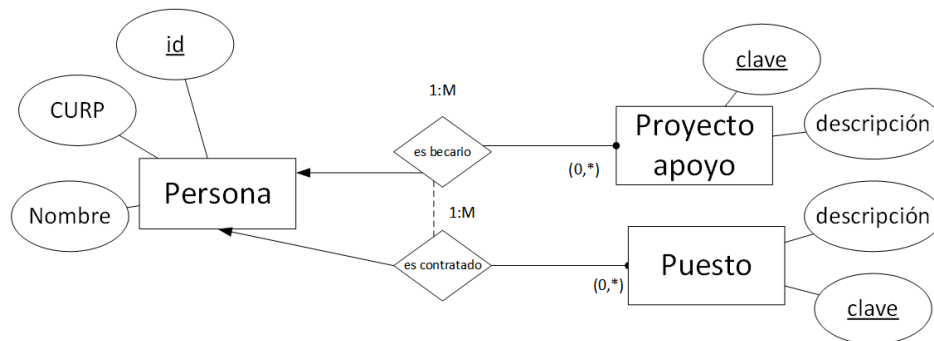 id
clave
CURP
1:M
Proyecto
apoyo
descripción
es becario
(0,*)
Persona
Nombre
1:M
descripción
es contratado
Puesto
(0,*)
clave